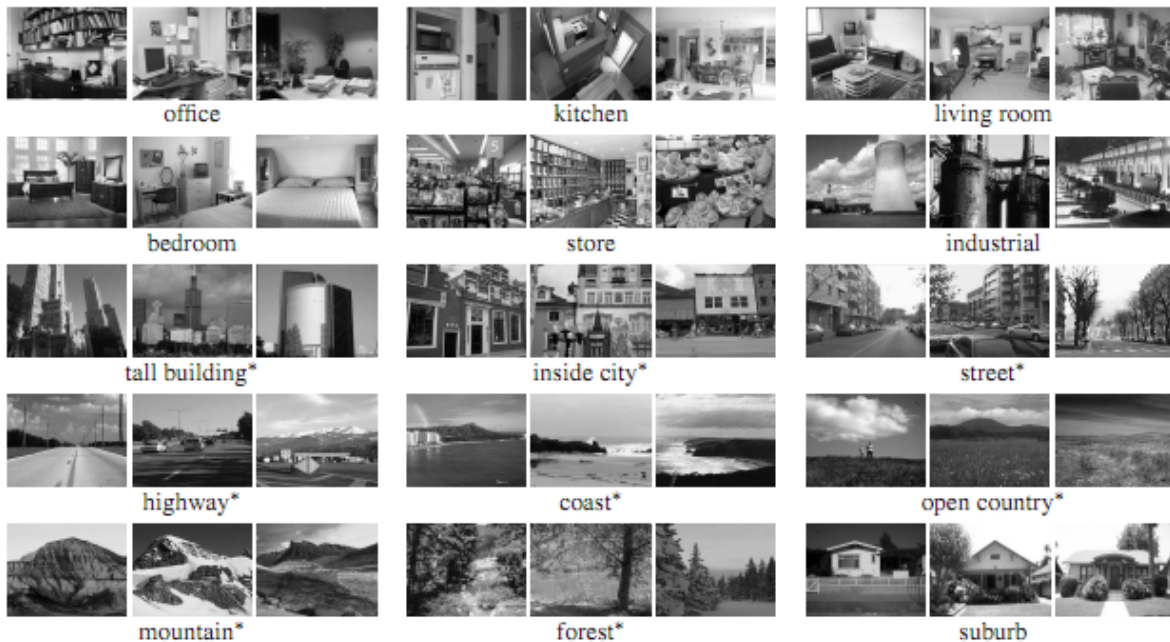 office kitchen living room
5
bedroom store industrial
tall building* inside city* street*
highway* coast* open country*
mountain* forest* suburb